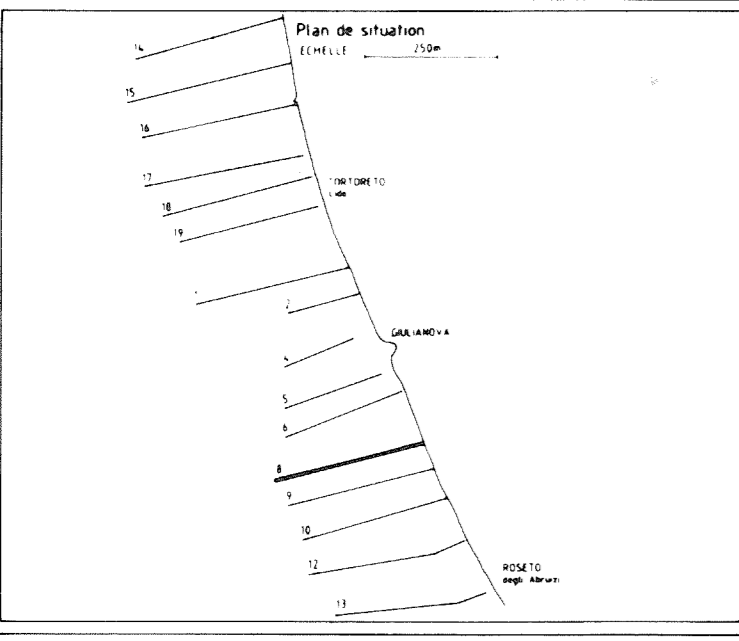 Plan de situation
ECHELLE 250m
14
15
16
17
TORTORETO
Lido
18
19
1
2
GIULIANOVA
4
5
6
8
9
10
12
ROSETO
degli Abruzzi
13